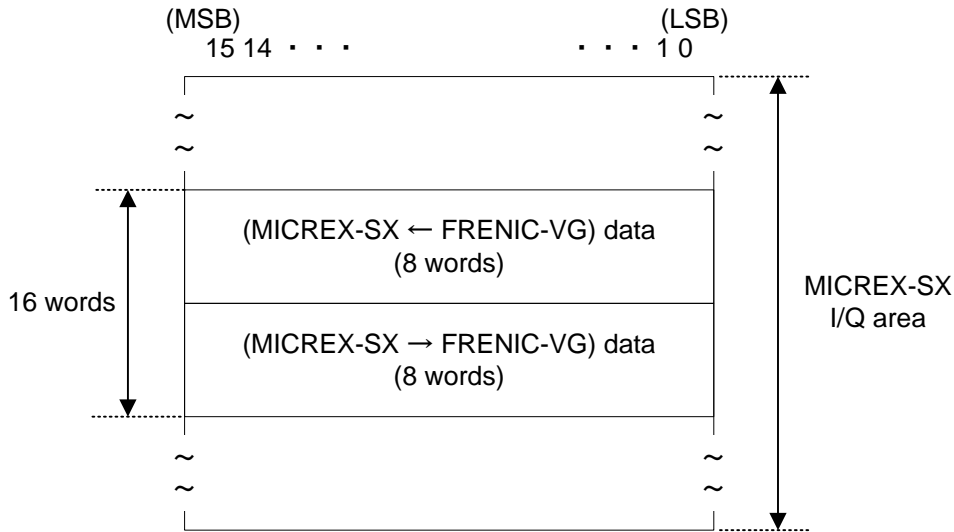 (MSB) (LSB)
15 14 ・ ・ ・ ・ ・ ・ 1 0
(MICREX-SX ← FRENIC-VG) data
(8 words)
16 words
MICREX-SX
I/Q area
(MICREX-SX → FRENIC-VG) data
(8 words)